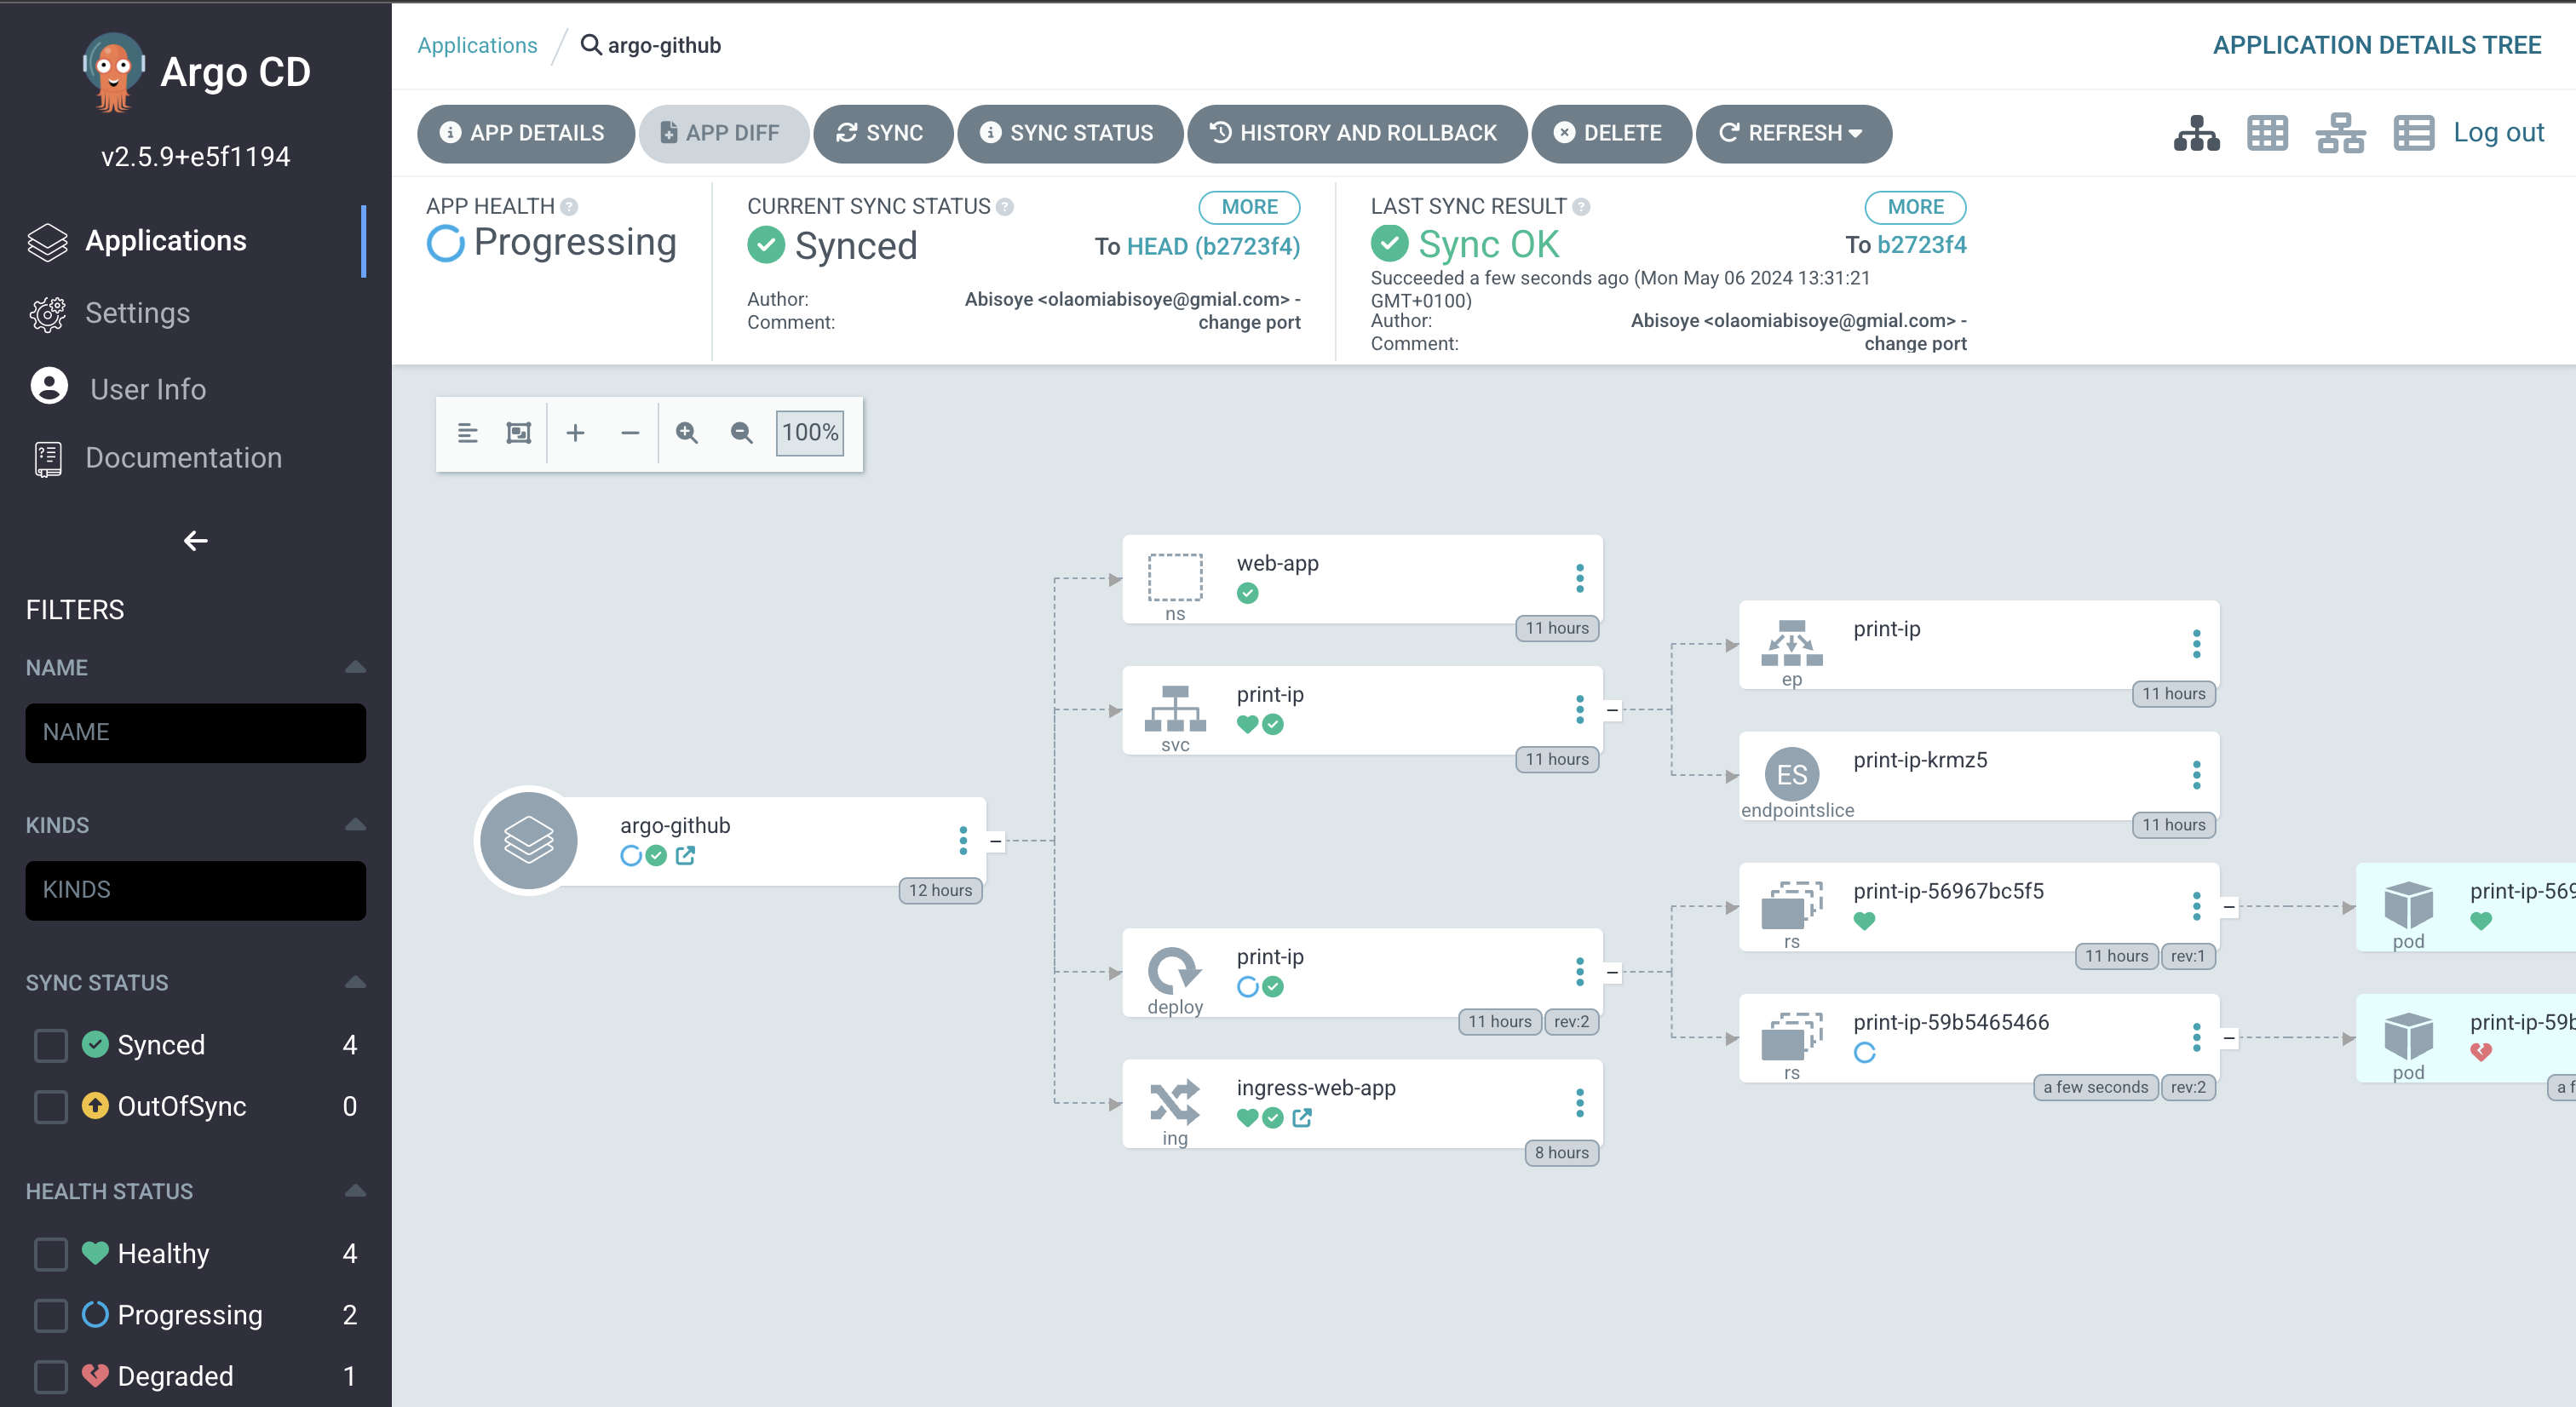 Argo CD
v2.5.9+e5f1194
Applications
Settings
User Info
Documentation
FILTERS
NAME
NAME
KINDS
KINDS
SYNC STATUS
Synced 4
OutOfSync 0
HEALTH STATUS
Healthy 4
Progressing 2
Degraded 1
Applications / argo-github
APPLICATION DETAILS TREE
APP DETAILS APP DIFF SYNC SYNC STATUS HISTORY AND ROLLBACK DELETE REFRESH
Log out
APP HEALTH ?
Progressing
CURRENT SYNC STATUS ? MORE
Synced To HEAD (b2723f4)
Author: Abisoye <olaomiabisoye@gmial.com> -
Comment: change port
LAST SYNC RESULT ? MORE
Sync OK To b2723f4
Succeeded a few seconds ago (Mon May 06 2024 13:31:21
GMT+0100)
Author: Abisoye <olaomiabisoye@gmial.com> -
Comment: change port
100%
argo-github
12 hours
web-app
ns
11 hours
print-ip
svc
11 hours
print-ip
deploy
11 hours rev:2
ingress-web-app
ing
8 hours
print-ip
ep
11 hours
ES
print-ip-krmz5
endpointslice
11 hours
print-ip-56967bc5f5
rs
11 hours rev:1
print-ip-59b5465466
rs
a few seconds rev:2
print-ip-569
pod
print-ip-59b
pod
a f